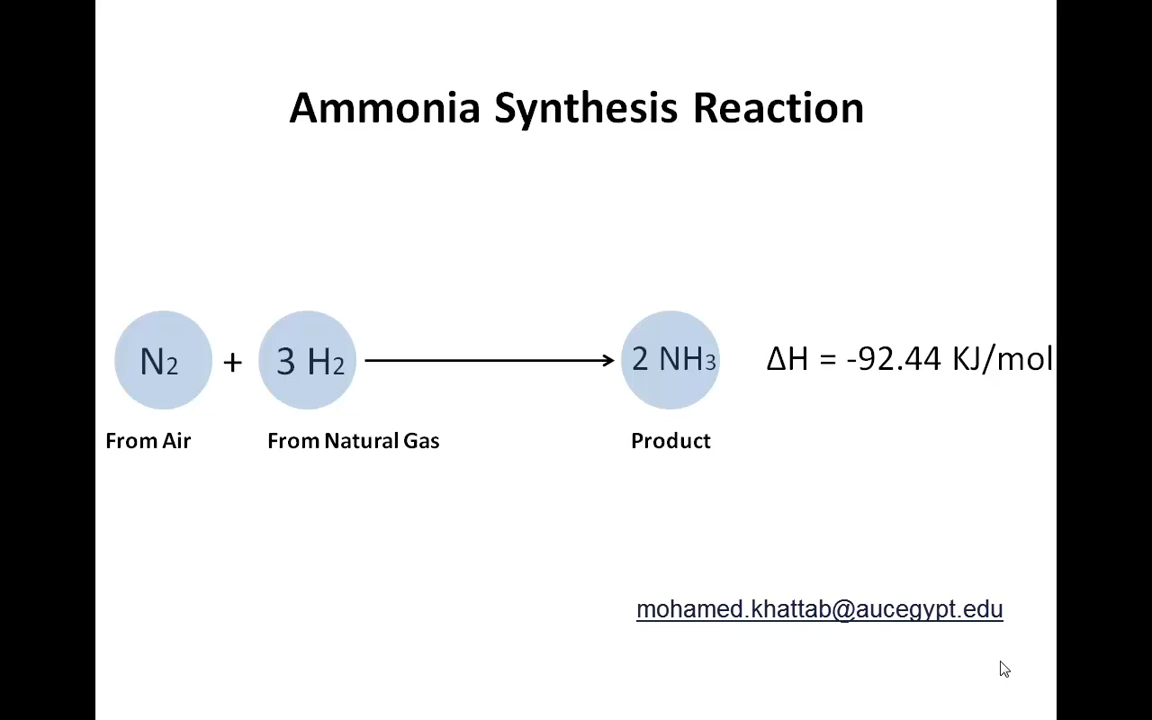 Ammonia Synthesis Reaction
N2 + 3 H2 2 NH3 ΔH = -92.44 KJ/mol
From Air From Natural Gas Product
mohamed.khattab@aucegypt.edu